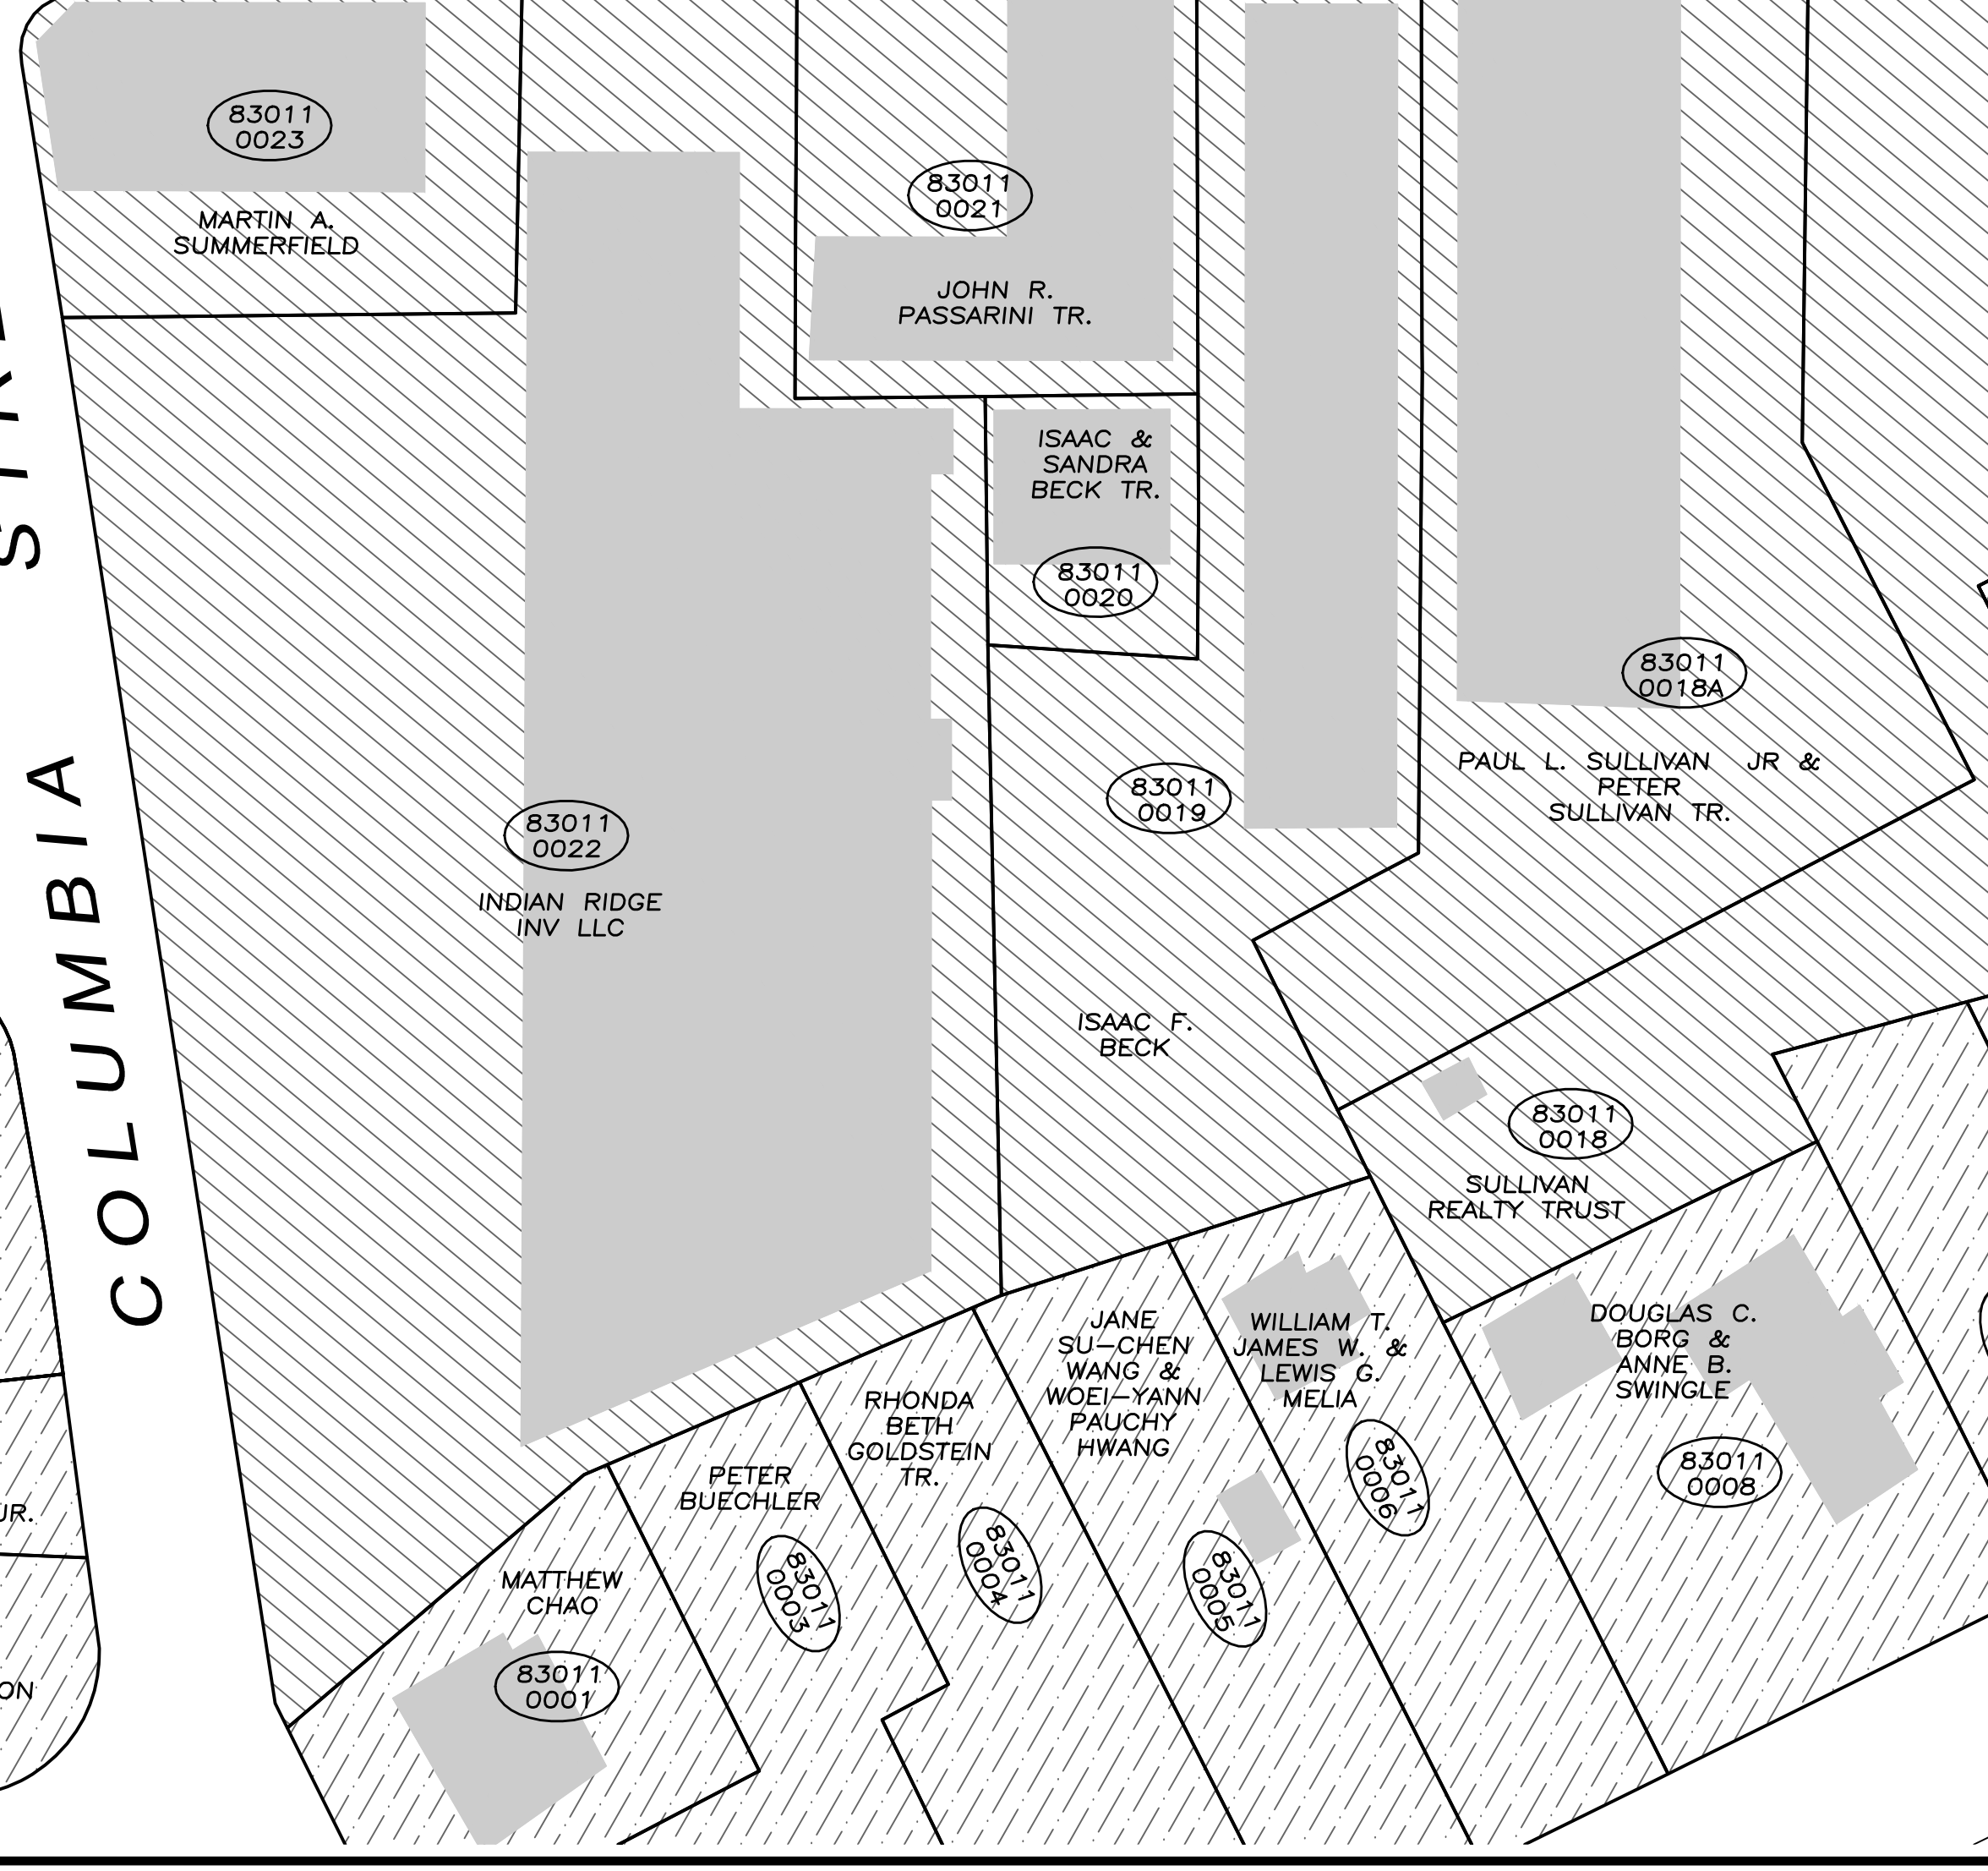 83011
0023
MARTIN A.
SUMMERFIELD
83011
0021
JOHN R.
PASSARINI TR.
ISAAC &
SANDRA
BECK TR.
83011
0020
83011
0018A
PAUL L. SULLIVAN JR &
PETER
SULLIVAN TR.
83011
0019
83011
0022
INDIAN RIDGE
INV LLC
COLUMBIA
ISAAC F.
BECK
83011
0018
SULLIVAN
REALTY TRUST
JANE
SU-CHEN
WANG &
WOEI-YANN
PAUCHY
HWANG
WILLIAM T.
JAMES W. &
LEWIS G.
MELIA
DOUGLAS C.
BORG &
ANNE B.
SWINGLE
RHONDA
BETH
GOLDSTEIN
TR.
PETER
BUECHLER
83011
0006
83011
0008
83011
0003
83011
0004
83011
0005
MATTHEW
CHAO
83011
0001
JR.